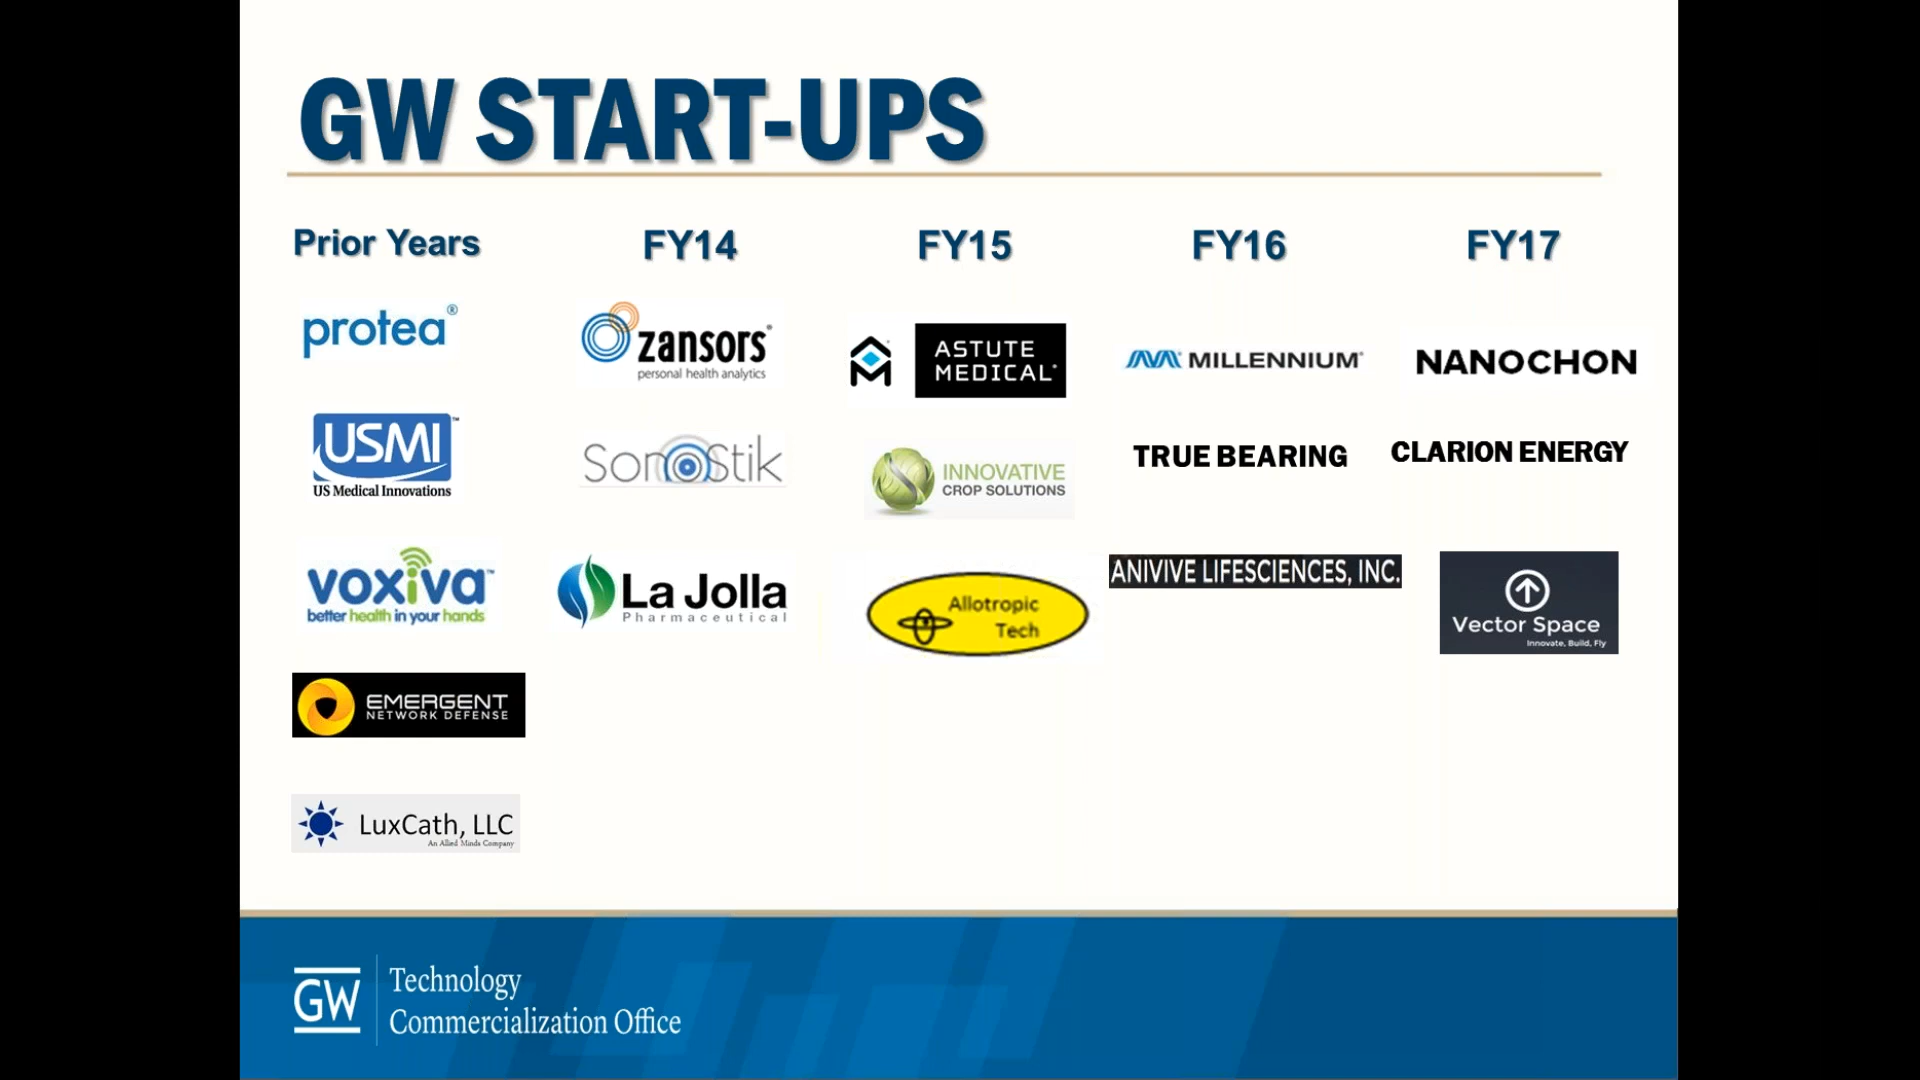 GW START-UPS
Prior Years
FY14
FY15
FY16
FY17
protea®
zansors®
personal health analytics
ASTUTE
MEDICAL®
MILLENNIUM®
NANOCHON
USMI™
US Medical Innovations
SonoStik
INNOVATIVE
CROP SOLUTIONS
TRUE BEARING
CLARION ENERGY
voxiva™
better health in your hands
La Jolla
Pharmaceutical
Allotropic
Tech
ANIVIVE LIFESCIENCES, INC.
Vector Space
Innovate, Build, Fly
EMERGENT
NETWORK DEFENSE
LuxCath, LLC
An Allied Minds Company
GW
Technology
Commercialization Office